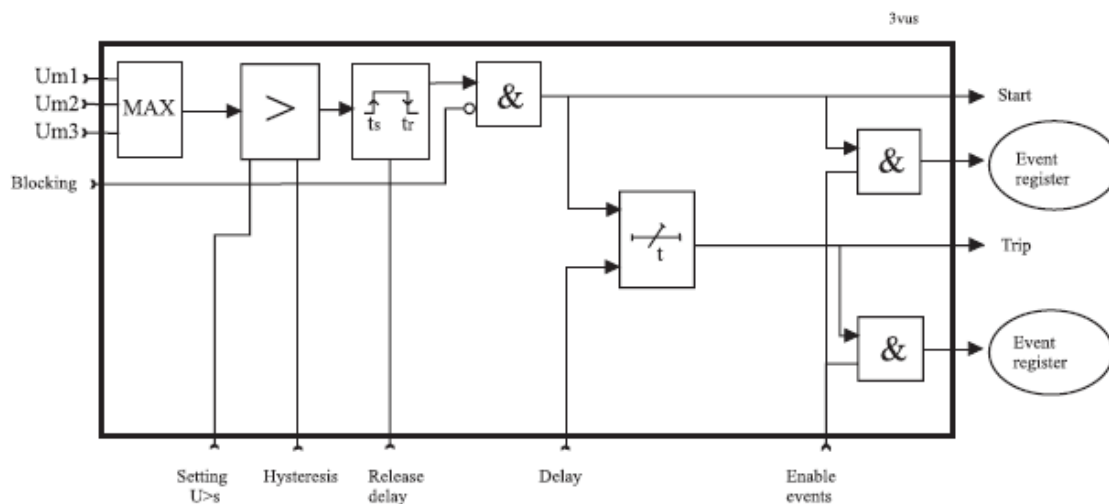 3vus
Um1
Um2
Um3
MAX
>
ts
tr
&
Start
&
Event
register
Blocking
t
Trip
&
Event
register
Setting
U>s
Hysteresis
Release
delay
Delay
Enable
events